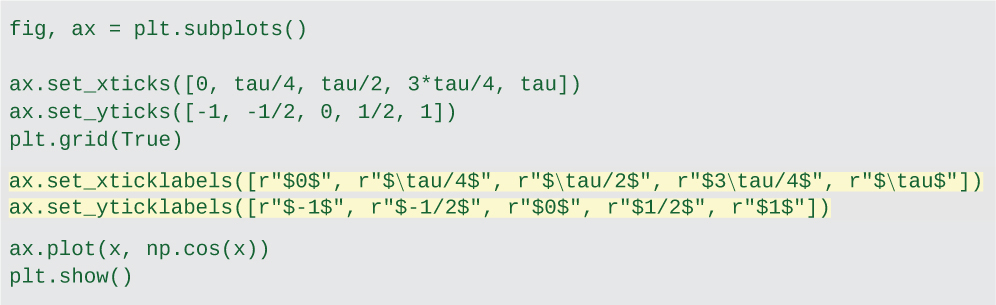 fig, ax = plt.subplots()
ax.set_xticks([0, tau/4, tau/2, 3*tau/4, tau])
ax.set_yticks([-1, -1/2, 0, 1/2, 1])
plt.grid(True)
ax.set_xticklabels([r"$0$", r"$\tau/4$", r"$\tau/2$", r"$3\tau/4$", r"$\tau$"])
ax.set_yticklabels([r"$-1$", r"$-1/2$", r"$0$", r"$1/2$", r"$1$"])
ax.plot(x, np.cos(x))
plt.show()